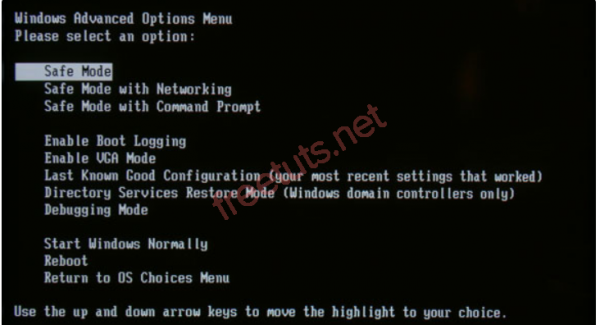 Windows Advanced Options Menu
Please select an option:
Safe Mode
Safe Mode with Networking
Safe Mode with Command Prompt
Enable Boot Logging
Enable VGA Mode
Last Known Good Configuration (your most recent settings that worked)
Directory Services Restore Mode (Windows domain controllers only)
Debugging Mode
Start Windows Normally
Reboot
Return to OS Choices Menu
Use the up and down arrow keys to move the highlight to your choice.
freetuts.net